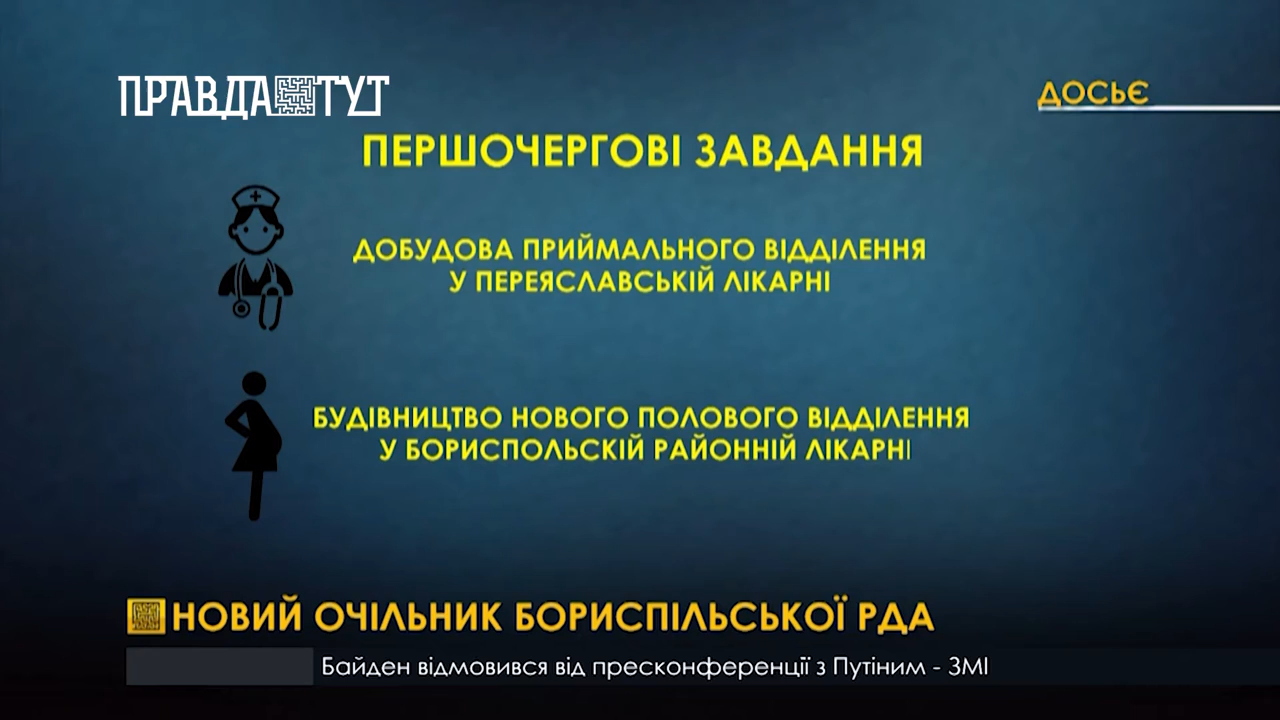 ПРАВДА ТУТ
ДОСЬЄ
ПЕРШОЧЕРГОВІ ЗАВДАННЯ
ДОБУДОВА ПРИЙМАЛЬНОГО ВІДДІЛЕННЯ
У ПЕРЕЯСЛАВСЬКІЙ ЛІКАРНІ
БУДІВНИЦТВО НОВОГО ПОЛОВОГО ВІДДІЛЕННЯ
У БОРИСПОЛЬСКІЙ РАЙОННІЙ ЛІКАРНІ
НОВИЙ ОЧІЛЬНИК БОРИСПІЛЬСЬКОЇ РДА
Байден відмовився від пресконференції з Путіним - ЗМІ